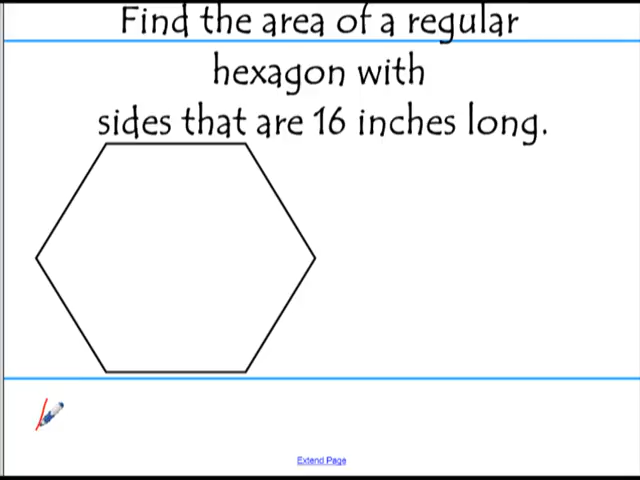 Find the area of a regular
hexagon with
sides that are 16 inches long.
Extend Page